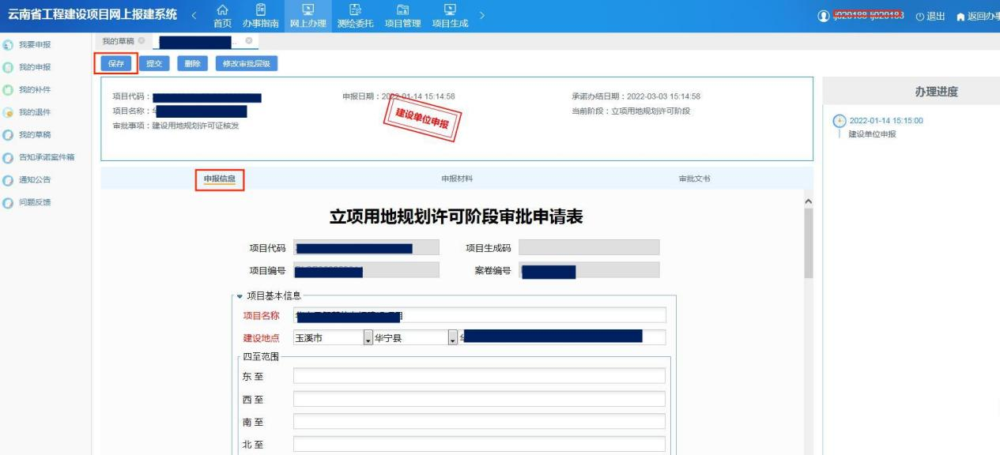 云南省工程建设项目网上报建系统
首页 办事指南 网上办理 测绘委托 项目管理 项目生成
退出 返回办事
我要申报
我的申报
我的补件
我的退件
我的草稿
告知承诺案件箱
通知公告
问题反馈
我的草稿 ..
保存 提交 删除 修改审批层级
项目代码： 申报日期：2022-01-14 15:14:58 承诺办结日期：2022-03-03 15:14:58
项目名称： 当前阶段：立项用地规划许可阶段
审批事项：建设用地规划许可证核发
建设单位申报
办理进度
2022-01-14 15:15:00
建设单位申报
申报信息 申报材料 审批文书
立项用地规划许可阶段审批申请表
项目代码 项目生成码
项目编号 案卷编号
项目基本信息
项目名称
建设地点 玉溪市 华宁县
四至范围
东 至
西 至
南 至
北 至